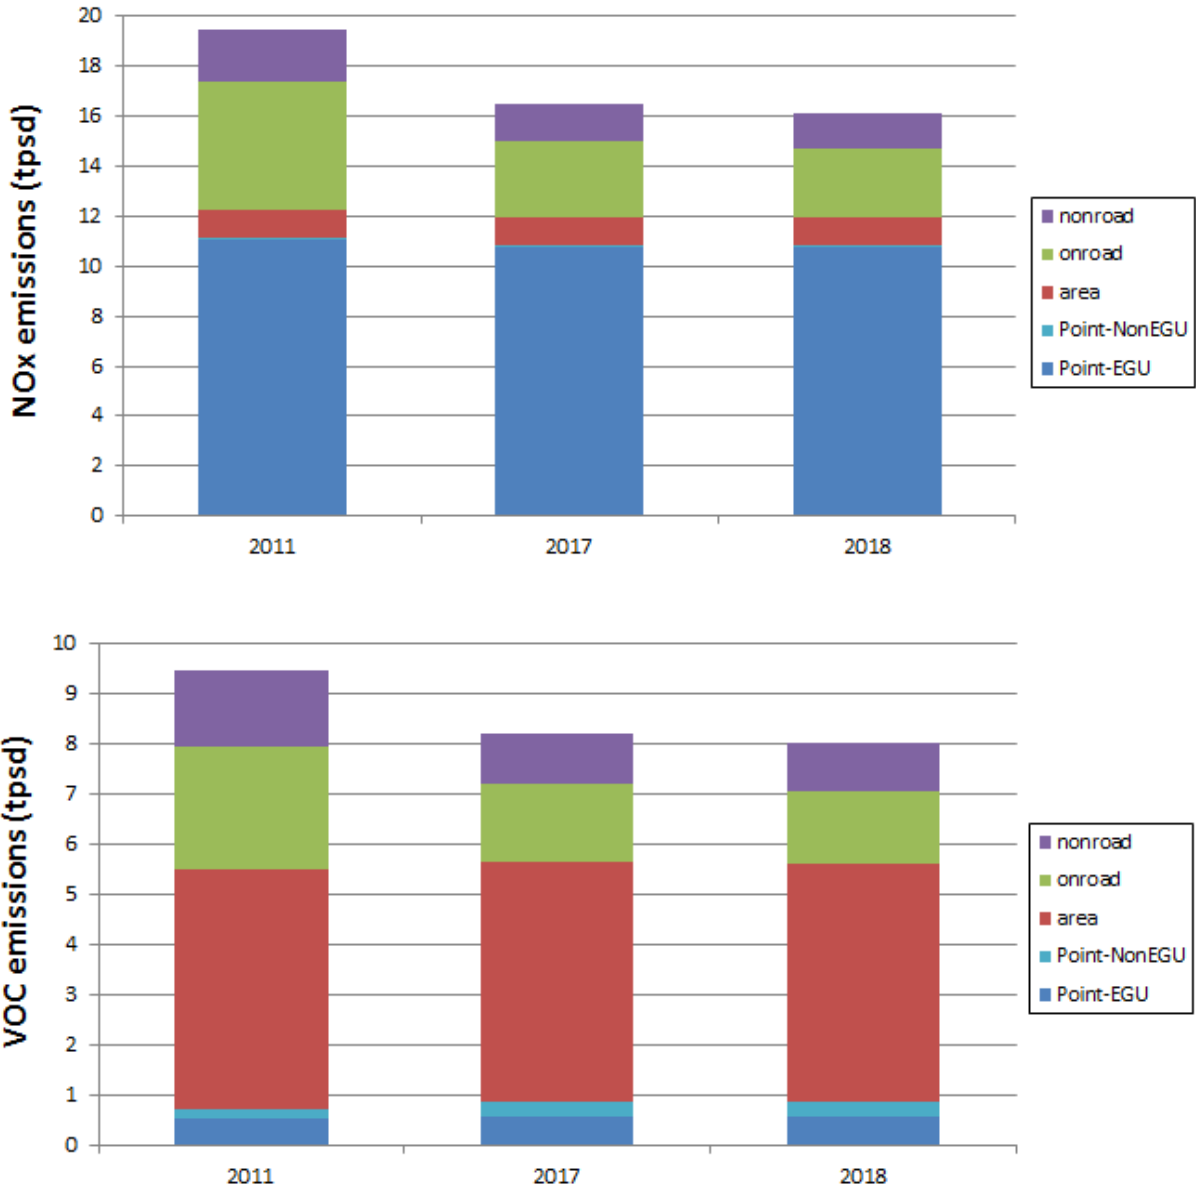 NOx emissions (tpsd)
20
18
16
14
12
10
8
6
4
2
0
2011
2017
2018
nonroad
onroad
area
Point-NonEGU
Point-EGU
VOC emissions (tpsd)
10
9
8
7
6
5
4
3
2
1
0
2011
2017
2018
nonroad
onroad
area
Point-NonEGU
Point-EGU